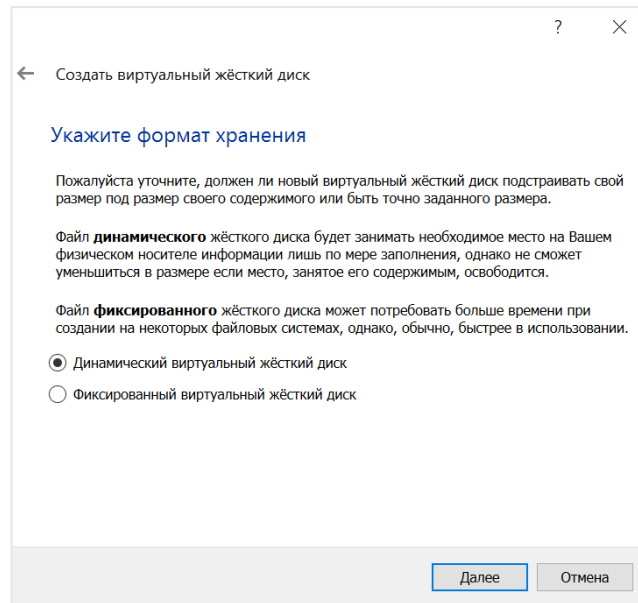 ?
Создать виртуальный жёсткий диск
Укажите формат хранения
Пожалуйста уточните, должен ли новый виртуальный жёсткий диск подстраивать свой
размер под размер своего содержимого или быть точно заданного размера.
Файл динамического жёсткого диска будет занимать необходимое место на Вашем
физическом носителе информации лишь по мере заполнения, однако не сможет
уменьшиться в размере если место, занятое его содержимым, освободится.
Файл фиксированного жёсткого диска может потребовать больше времени при
создании на некоторых файловых системах, однако, обычно, быстрее в использовании.
Динамический виртуальный жёсткий диск
Фиксированный виртуальный жёсткий диск
Далее Отмена